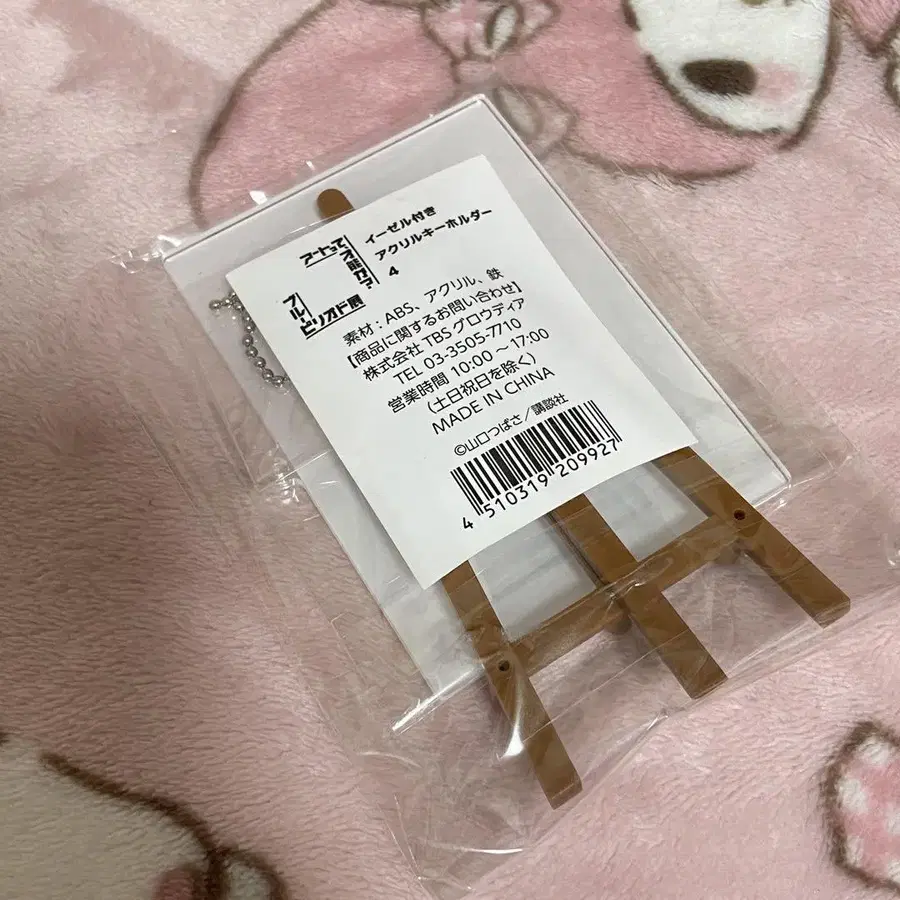 ブルーピリオド展
アートって才能か?
イーゼル付き
アクリルキーホルダー
4
素材:ABS、アクリル、鉄
【商品に関するお問い合わせ】
株式会社 TBS グロウディア
TEL 03-3505-7710
営業時間 10:00 ～ 17:00
(土日祝日を除く)
MADE IN CHINA
©山口つばさ/講談社
4 510319 209927